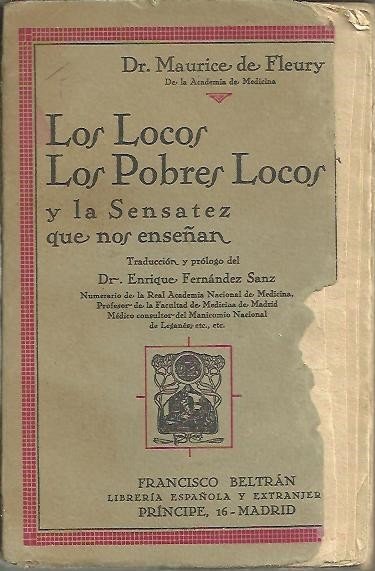 Dr. Maurice de Fleury
De la Academia de Medicina
Los Locos
Los Pobres Locos
y la Sensatez
que nos enseñan
Traducción y prólogo del
Dr. Enrique Fernández Sanz
Numerario de la Real Academia Nacional de Medicina,
Profesor de la Facultad de Medicina de Madrid
Médico consultor del Manicomio Nacional
de Leganés, etc., etc.
FRANCISCO BELTRÁN
LIBRERÍA ESPAÑOLA Y EXTRANJER
PRÍNCIPE, 16-MADRID